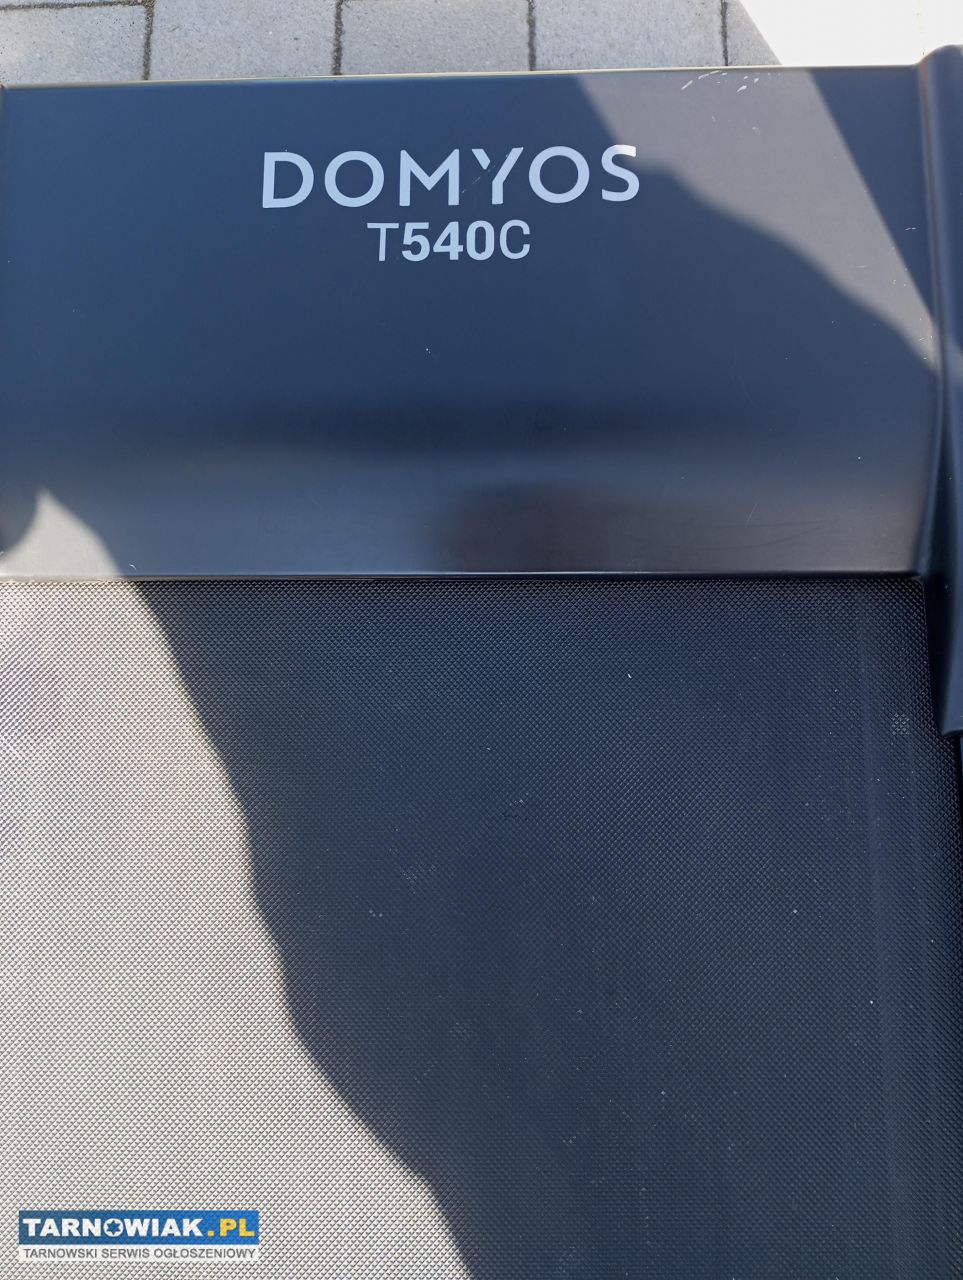 DOMYOS
T540C
TARNOWIAK.PL
TARNOWSKI SERWIS OGŁOSZENIOWY